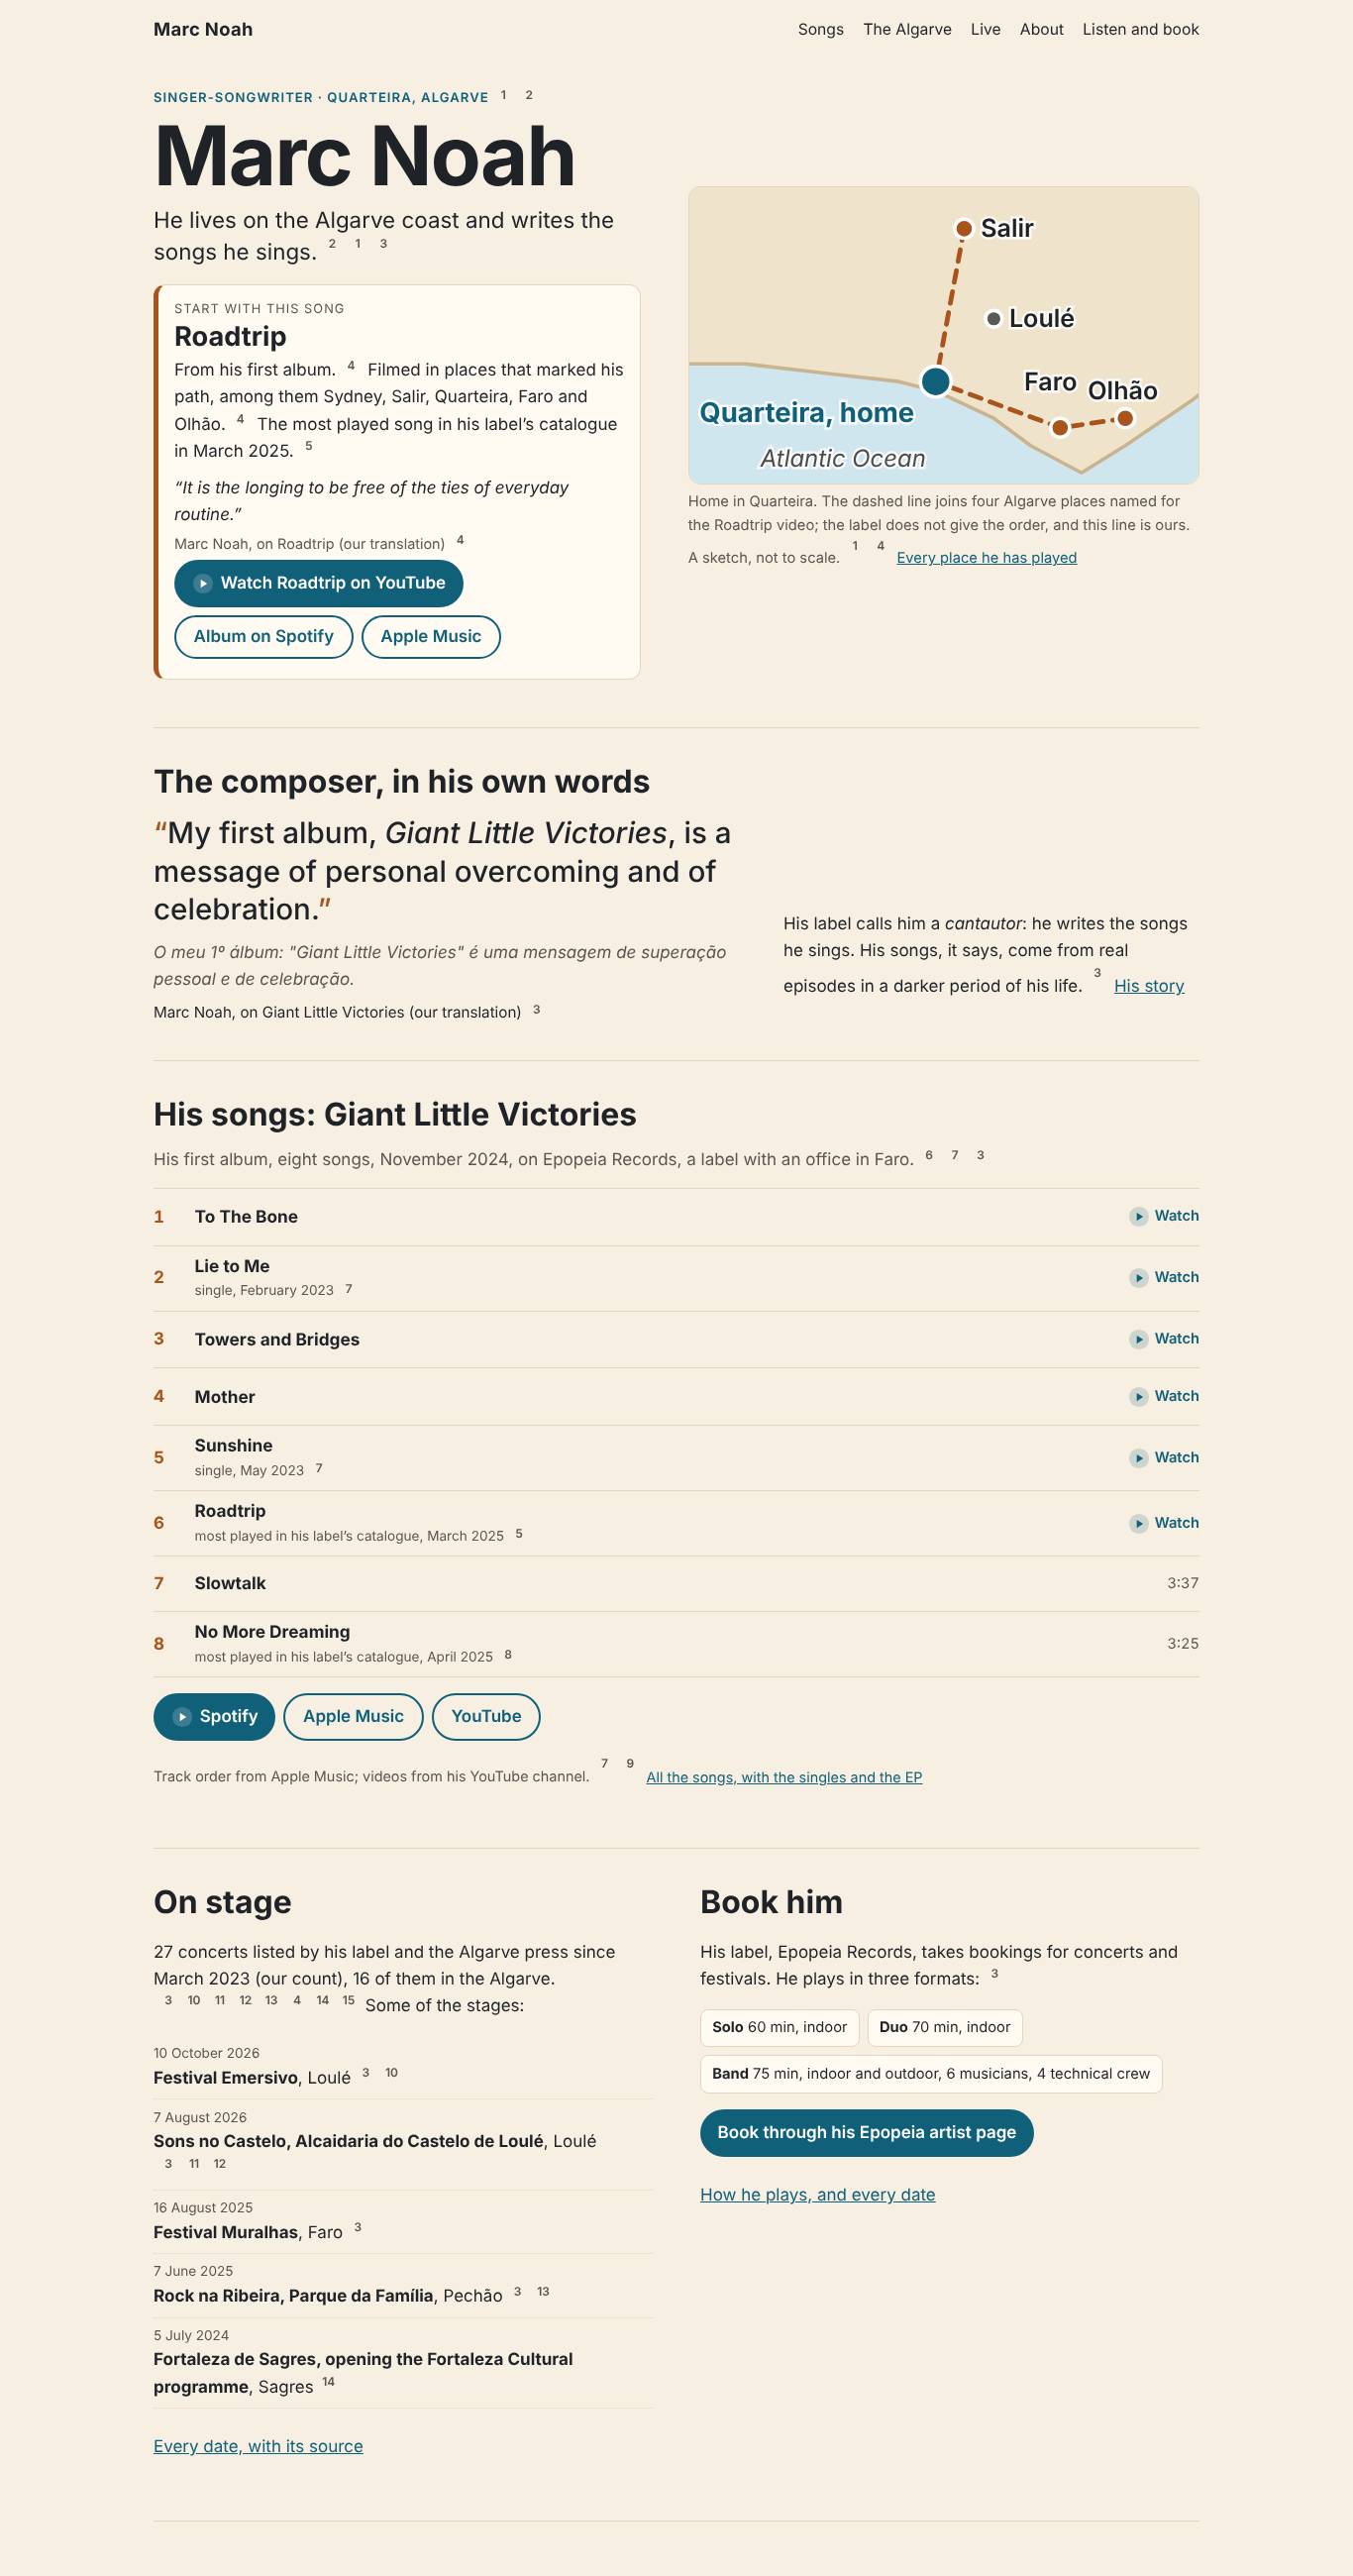 Marc Noah
Songs The Algarve Live About Listen and book
SINGER-SONGWRITER · QUARTEIRA, ALGARVE 1 2
Marc Noah
He lives on the Algarve coast and writes the
songs he sings. 2 1 3
START WITH THIS SONG
Roadtrip
From his first album. 4 Filmed in places that marked his
path, among them Sydney, Salir, Quarteira, Faro and
Olhão. 4 The most played song in his label’s catalogue
in March 2025. 5
“It is the longing to be free of the ties of everyday
routine.”
Marc Noah, on Roadtrip (our translation) 4
Watch Roadtrip on YouTube
Album on Spotify Apple Music
Salir
Loulé
Faro Olhão
Quarteira, home
Atlantic Ocean
Home in Quarteira. The dashed line joins four Algarve places named for
the Roadtrip video; the label does not give the order, and this line is ours.
A sketch, not to scale. 1 4 Every place he has played
The composer, in his own words
“My first album, Giant Little Victories, is a
message of personal overcoming and of
celebration.”
O meu 1º álbum: "Giant Little Victories" é uma mensagem de superação
pessoal e de celebração.
Marc Noah, on Giant Little Victories (our translation) 3
His label calls him a cantautor: he writes the songs
he sings. His songs, it says, come from real
episodes in a darker period of his life. 3 His story
His songs: Giant Little Victories
His first album, eight songs, November 2024, on Epopeia Records, a label with an office in Faro. 6 7 3
1 To The Bone Watch
2 Lie to Me Watch
single, February 2023 7
3 Towers and Bridges Watch
4 Mother Watch
5 Sunshine Watch
single, May 2023 7
6 Roadtrip Watch
most played in his label’s catalogue, March 2025 5
7 Slowtalk 3:37
8 No More Dreaming 3:25
most played in his label’s catalogue, April 2025 8
Spotify Apple Music YouTube
Track order from Apple Music; videos from his YouTube channel. 7 9 All the songs, with the singles and the EP
On stage
27 concerts listed by his label and the Algarve press since
March 2023 (our count), 16 of them in the Algarve.
3 10 11 12 13 4 14 15 Some of the stages:
10 October 2026
Festival Emersivo, Loulé 3 10
7 August 2026
Sons no Castelo, Alcaidaria do Castelo de Loulé, Loulé
3 11 12
16 August 2025
Festival Muralhas, Faro 3
7 June 2025
Rock na Ribeira, Parque da Família, Pechão 3 13
5 July 2024
Fortaleza de Sagres, opening the Fortaleza Cultural
programme, Sagres 14
Every date, with its source
Book him
His label, Epopeia Records, takes bookings for concerts and
festivals. He plays in three formats: 3
Solo 60 min, indoor Duo 70 min, indoor
Band 75 min, indoor and outdoor, 6 musicians, 4 technical crew
Book through his Epopeia artist page
How he plays, and every date